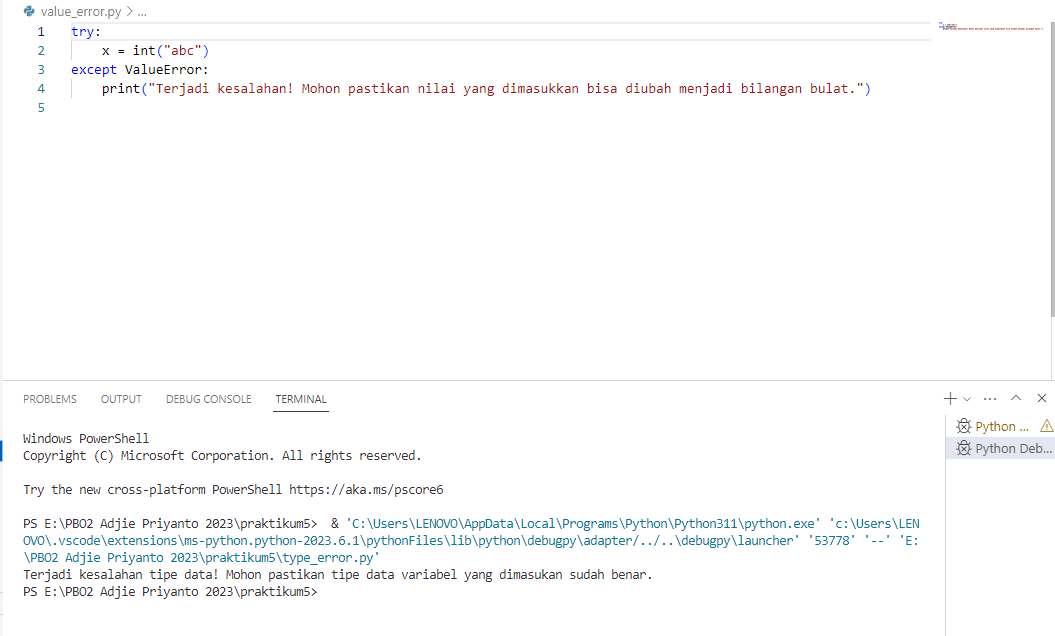 value_error.py > ...
1 try:
2 x = int("abc")
3 except ValueError:
4 print("Terjadi kesalahan! Mohon pastikan nilai yang dimasukkan bisa diubah menjadi bilangan bulat.")
5
PROBLEMS OUTPUT DEBUG CONSOLE TERMINAL
Python ...
Python Deb...
Windows PowerShell
Copyright (C) Microsoft Corporation. All rights reserved.
Try the new cross-platform PowerShell https://aka.ms/pscore6
PS E:\PBO2 Adjie Priyanto 2023\praktikum5>  & 'C:\Users\LENOVO\AppData\Local\Programs\Python\Python311\python.exe' 'c:\Users\LEN
OVO\.vscode\extensions\ms-python.python-2023.6.1\pythonFiles\lib\python\debugpy\adapter/../..\debugpy\launcher' '53778' '--' 'E:
\PBO2 Adjie Priyanto 2023\praktikum5\type_error.py'
Terjadi kesalahan tipe data! Mohon pastikan tipe data variabel yang dimasukan sudah benar.
PS E:\PBO2 Adjie Priyanto 2023\praktikum5>